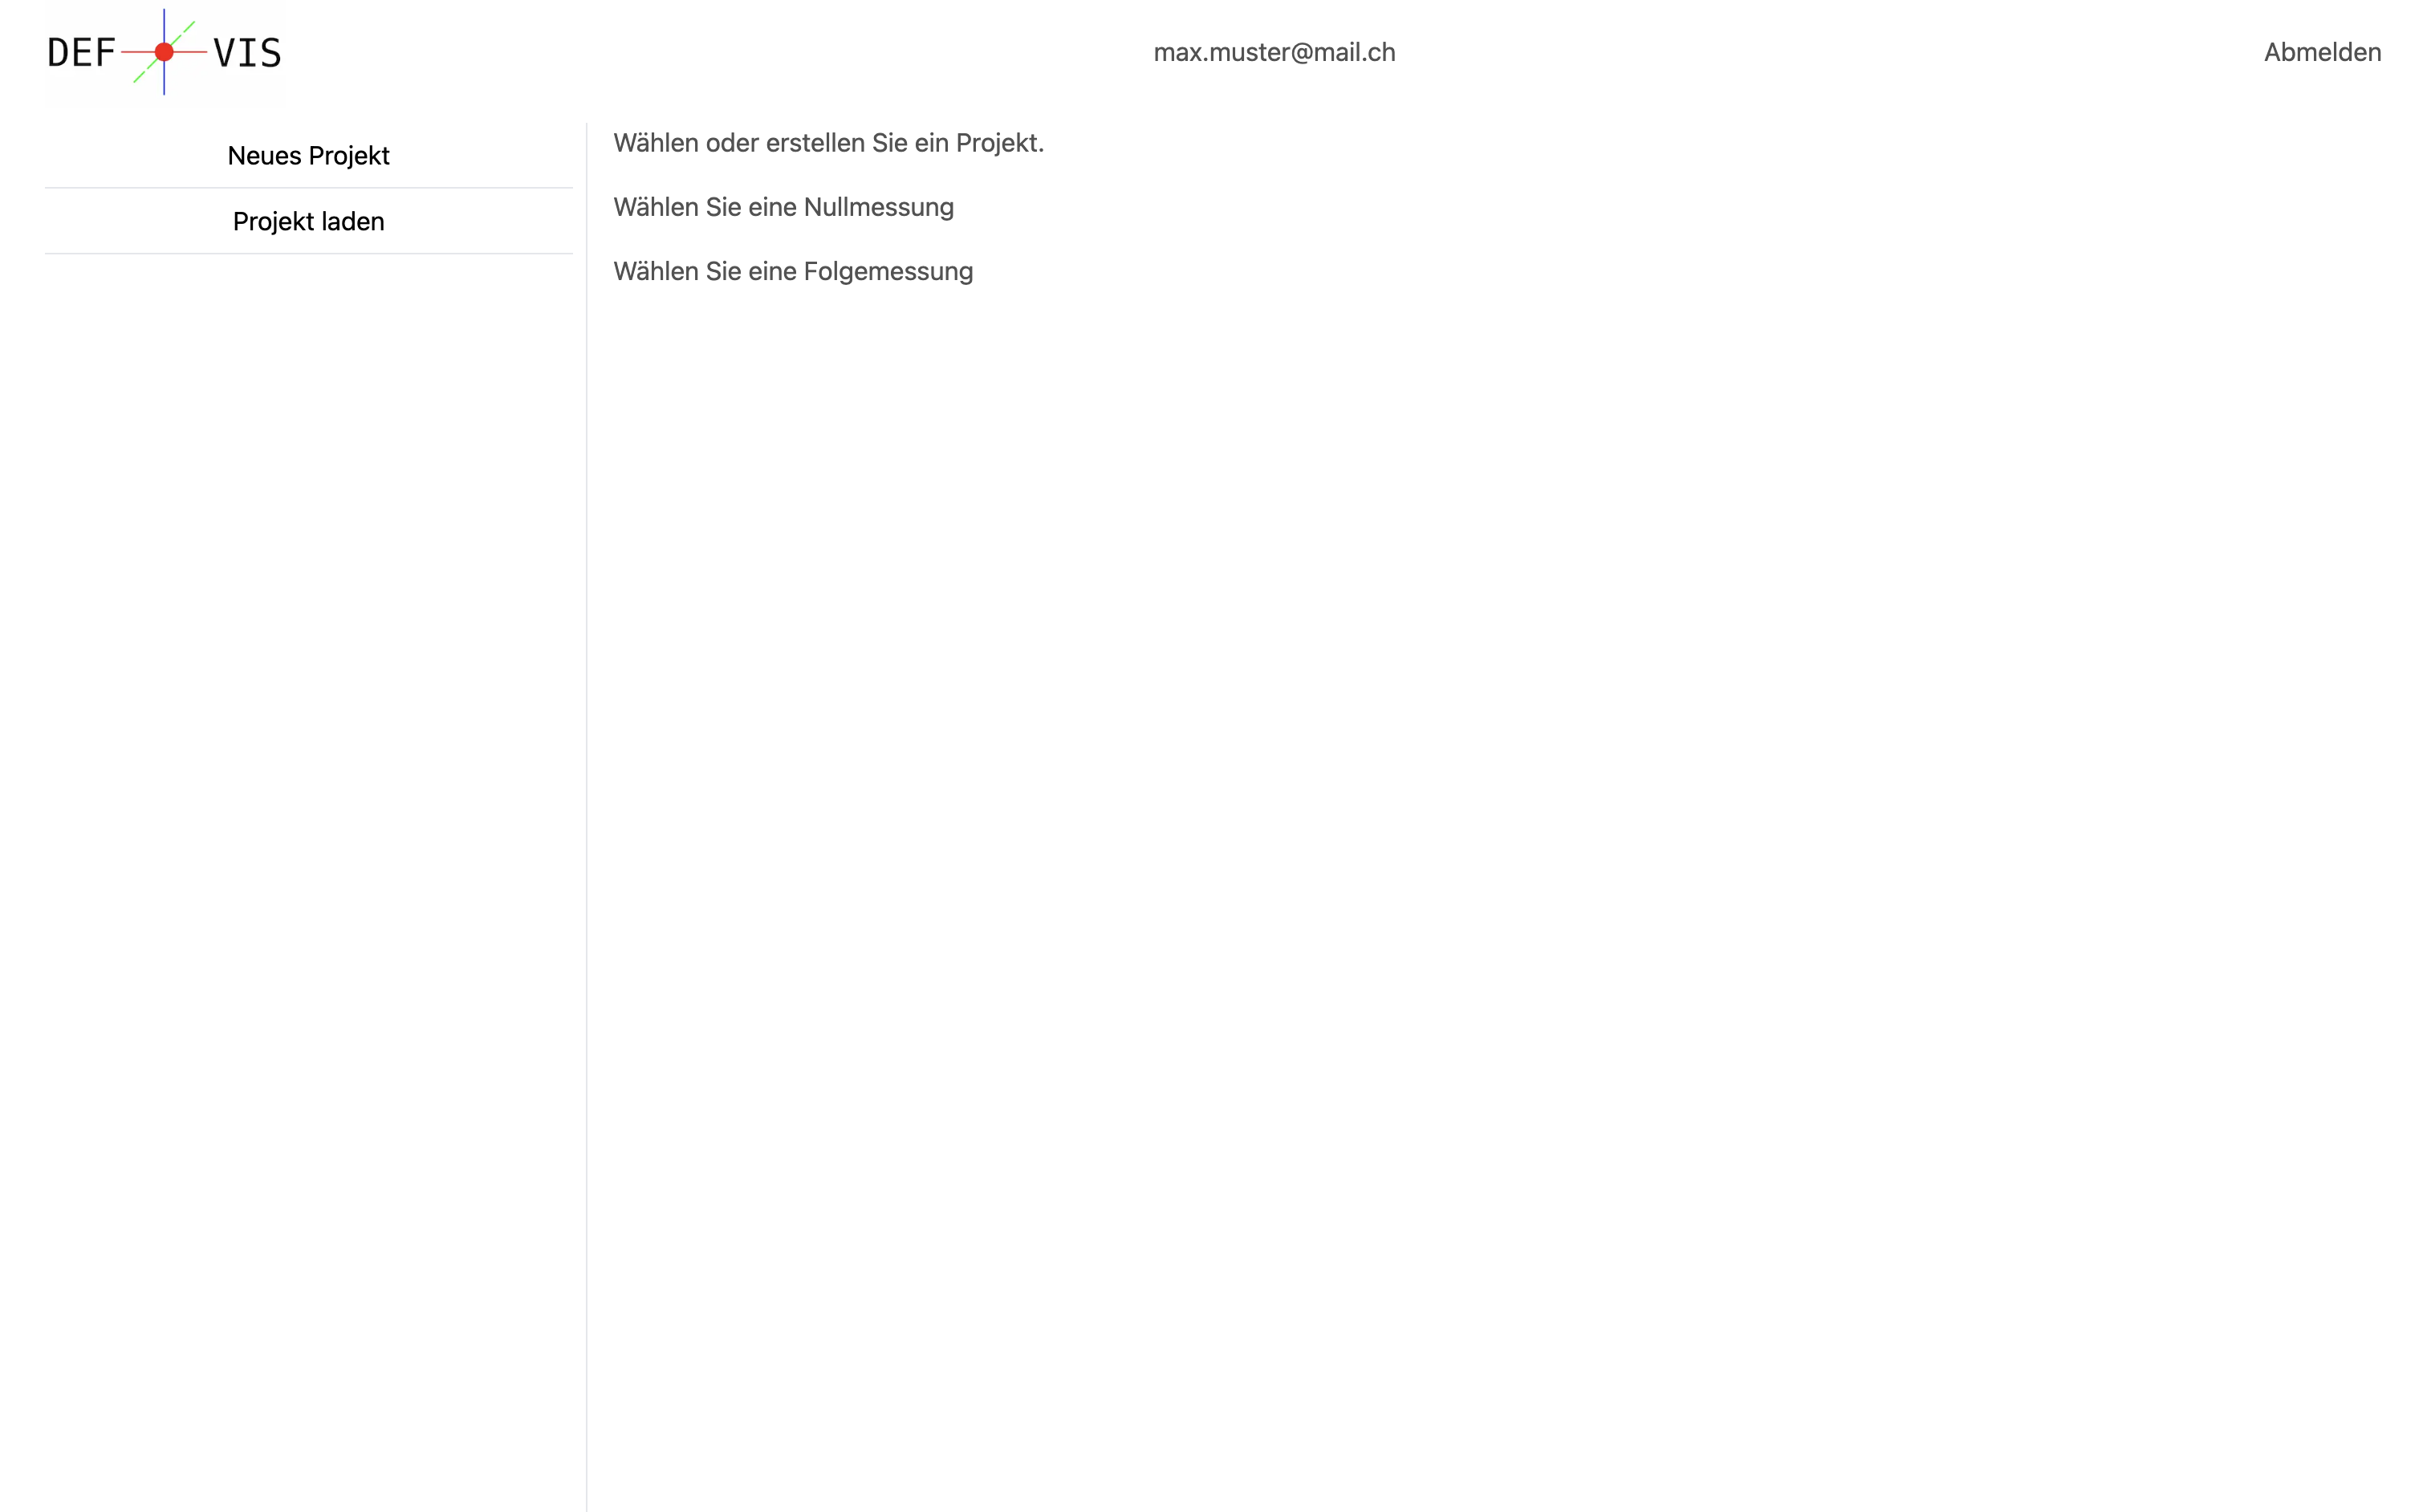 DEF VIS
max.muster@mail.ch
Abmelden
Neues Projekt
Projekt laden
Wählen oder erstellen Sie ein Projekt.
Wählen Sie eine Nullmessung
Wählen Sie eine Folgemessung